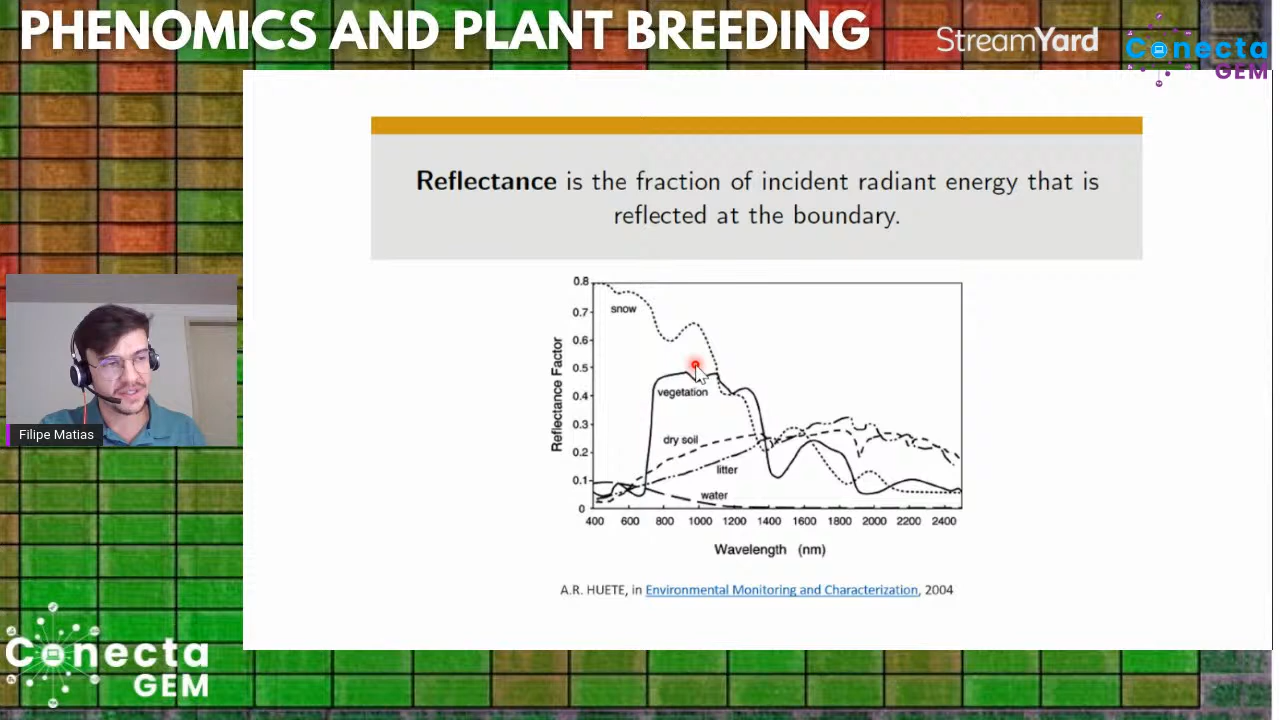 PHENOMICS AND PLANT BREEDING
StreamYard
Conecta
GEM
Reflectance is the fraction of incident radiant energy that is
reflected at the boundary.
0.8
0.7
0.6
0.5
0.4
0.3
0.2
0.1
0
Reflectance Factor
snow
vegetation
dry soil
litter
water
400 600 800 1000 1200 1400 1600 1800 2000 2200 2400
Wavelength (nm)
A.R. HUETE, in Environmental Monitoring and Characterization, 2004
Filipe Matias
Conecta
GEM